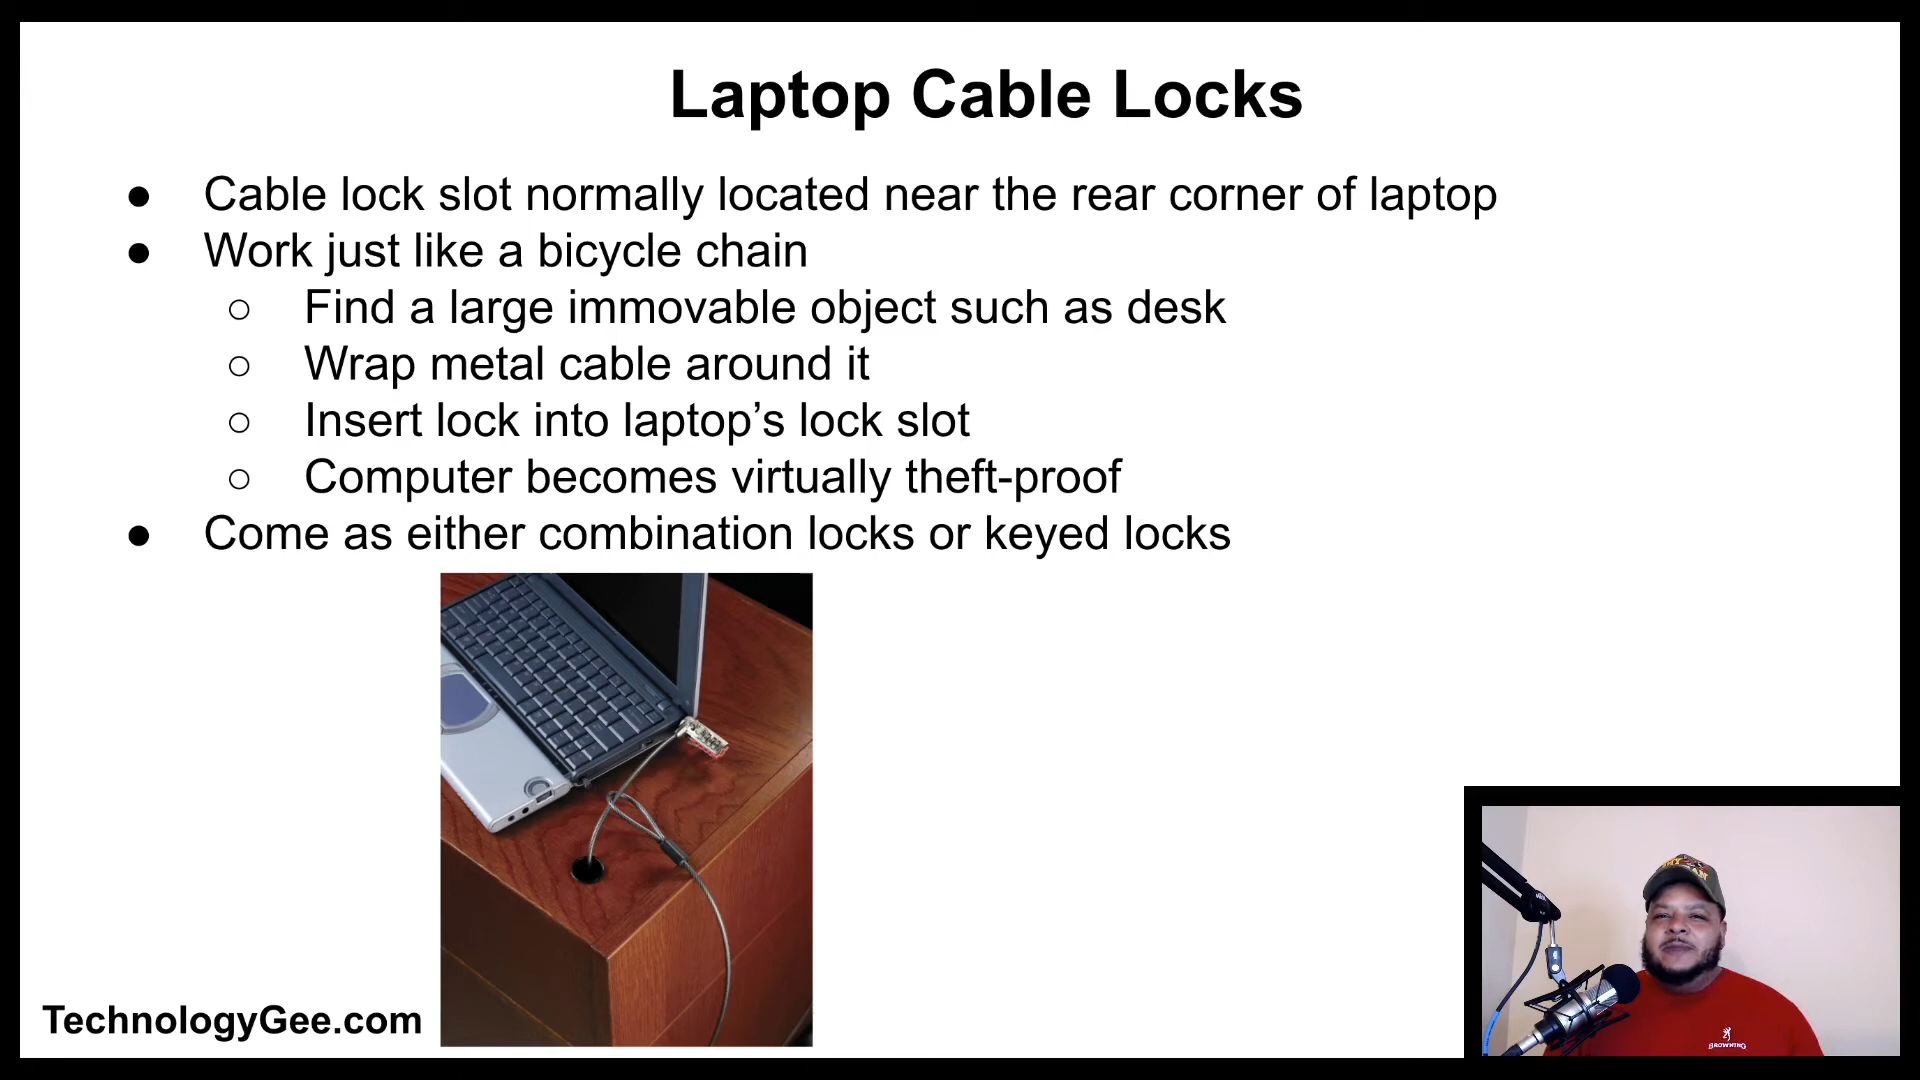 Laptop Cable Locks
● Cable lock slot normally located near the rear corner of laptop
● Work just like a bicycle chain
○ Find a large immovable object such as desk
○ Wrap metal cable around it
○ Insert lock into laptop’s lock slot
○ Computer becomes virtually theft-proof
● Come as either combination locks or keyed locks
TechnologyGee.com
BROWNING